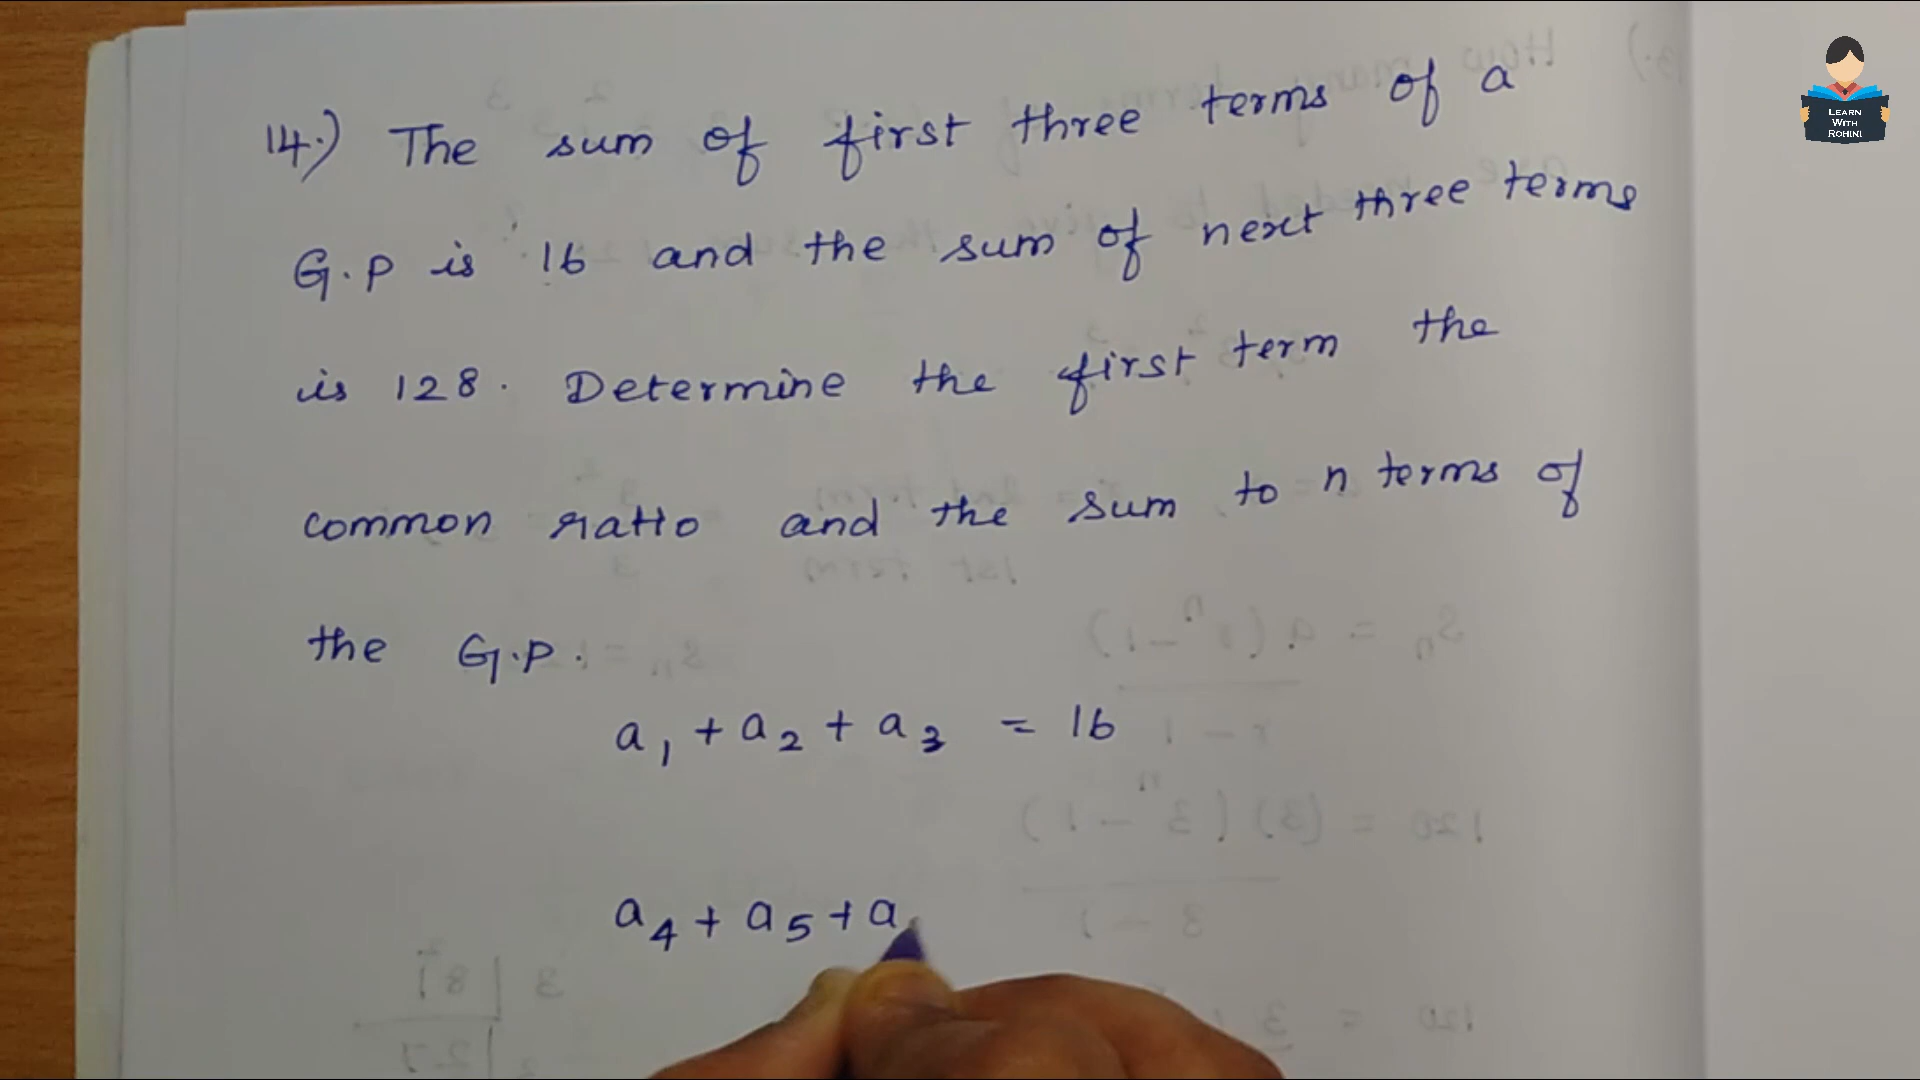 14.) The sum of first three terms of a
G.P is 16 and the sum of next three terms
is 128. Determine the first term the
common ratio and the sum to n terms of
the G.P.
a₁ + a₂ + a₃ = 16
a₄ + a₅ + a
LEARN
WITH
ROHINI